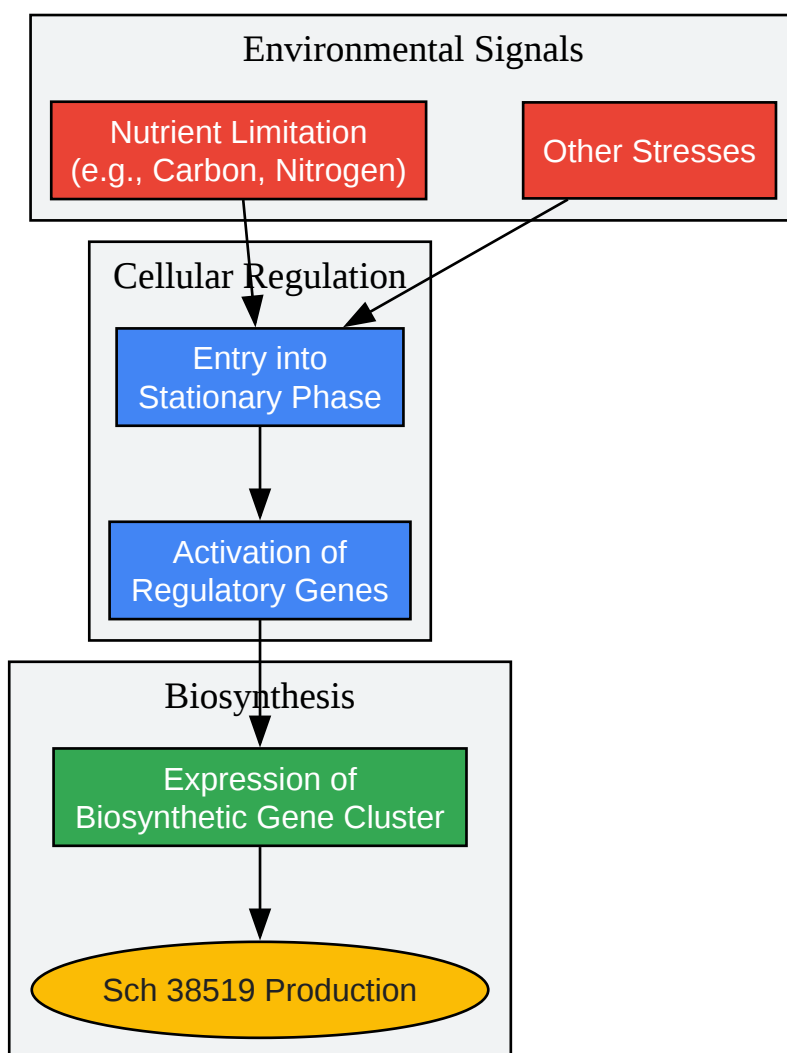 Environmental Signals
Nutrient Limitation
(e.g., Carbon, Nitrogen)
Other Stresses
Cellular Regulation
Entry into
Stationary Phase
Activation of
Regulatory Genes
Biosynthesis
Expression of
Biosynthetic Gene Cluster
Sch 38519 Production